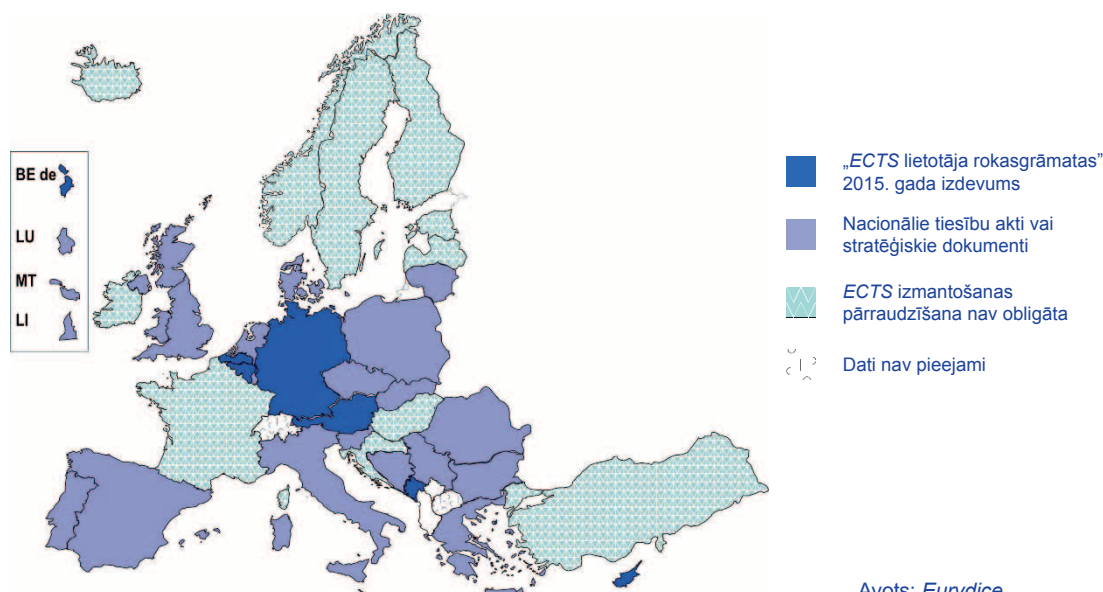 BE de
LU
MT
LI
„ECTS lietotāja rokasgrāmatas”
2015. gada izdevums
Nacionālie tiesību akti vai
stratēģiskie dokumenti
ECTS izmantošanas
pārraudzīšana nav obligāta
Dati nav pieejami
Avots: Eurydice